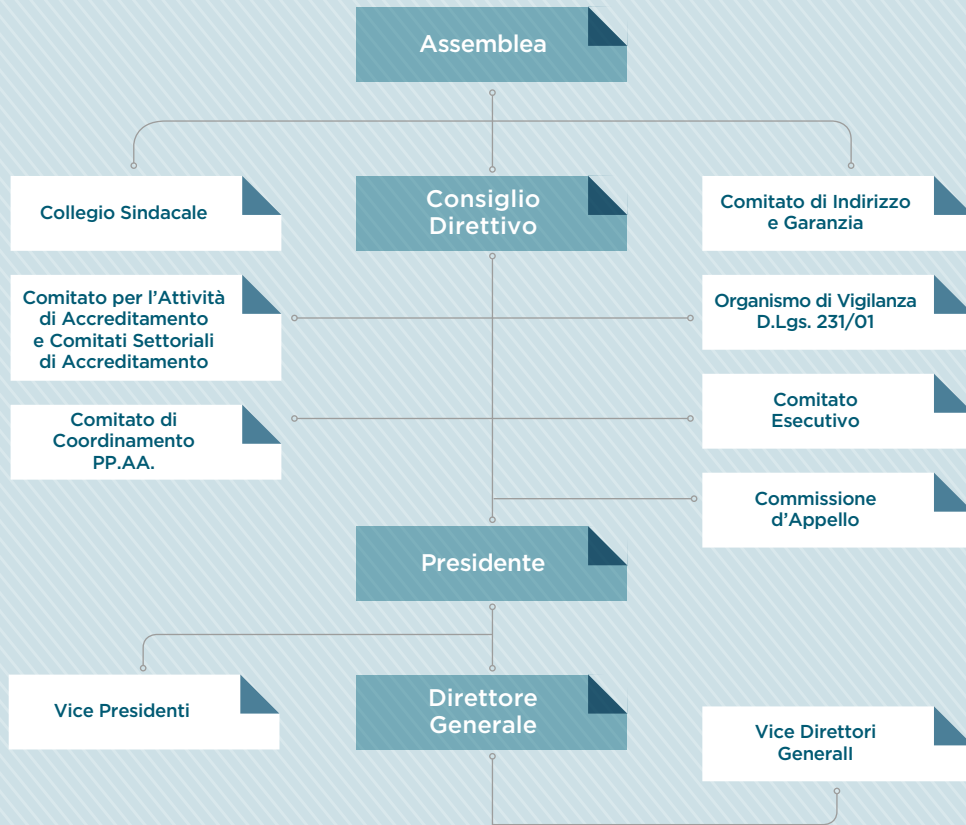 Assemblea
Collegio Sindacale
Consiglio
Direttivo
Comitato di Indirizzo
e Garanzia
Comitato per l'Attività
di Accreditamento
e Comitati Settoriali
di Accreditamento
Organismo di Vigilanza
D.Lgs. 231/01
Comitato di
Coordinamento
PP.AA.
Comitato
Esecutivo
Commissione
d'Appello
Presidente
Vice Presidenti
Direttore
Generale
Vice Direttori
Generall